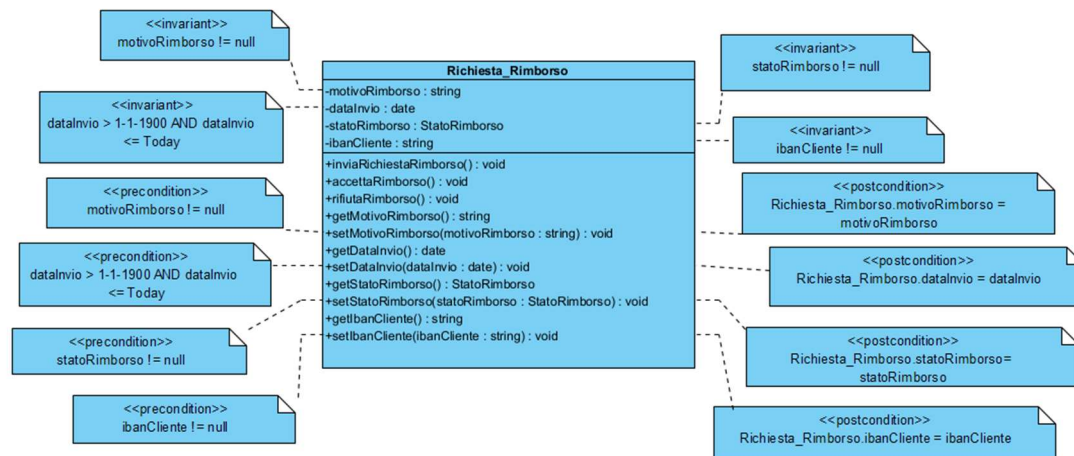 <<invariant>>
motivoRimborso != null
<<invariant>>
dataInvio > 1-1-1900 AND dataInvio
<= Today
<<precondition>>
motivoRimborso != null
<<precondition>>
dataInvio > 1-1-1900 AND dataInvio
<= Today
<<precondition>>
statoRimborso != null
<<precondition>>
ibanCliente != null
Richiesta_Rimborso
-motivoRimborso : string
-dataInvio : date
-statoRimborso : StatoRimborso
-ibanCliente : string
+inviaRichiestaRimborso() : void
+accettaRimborso() : void
+rifiutaRimborso() : void
+getMotivoRimborso() : string
+setMotivoRimborso(motivoRimborso : string) : void
+getDataInvio() : date
+setDataInvio(dataInvio : date) : void
+getStatoRimborso() : StatoRimborso
+setStatoRimborso(statoRimborso : StatoRimborso) : void
+getIbanCliente() : string
+setIbanCliente(ibanCliente : string) : void
<<invariant>>
statoRimborso != null
<<invariant>>
ibanCliente != null
<<postcondition>>
Richiesta_Rimborso.motivoRimborso =
motivoRimborso
<<postcondition>>
Richiesta_Rimborso.dataInvio = dataInvio
<<postcondition>>
Richiesta_Rimborso.statoRimborso=
statoRimborso
<<postcondition>>
Richiesta_Rimborso.ibanCliente = ibanCliente